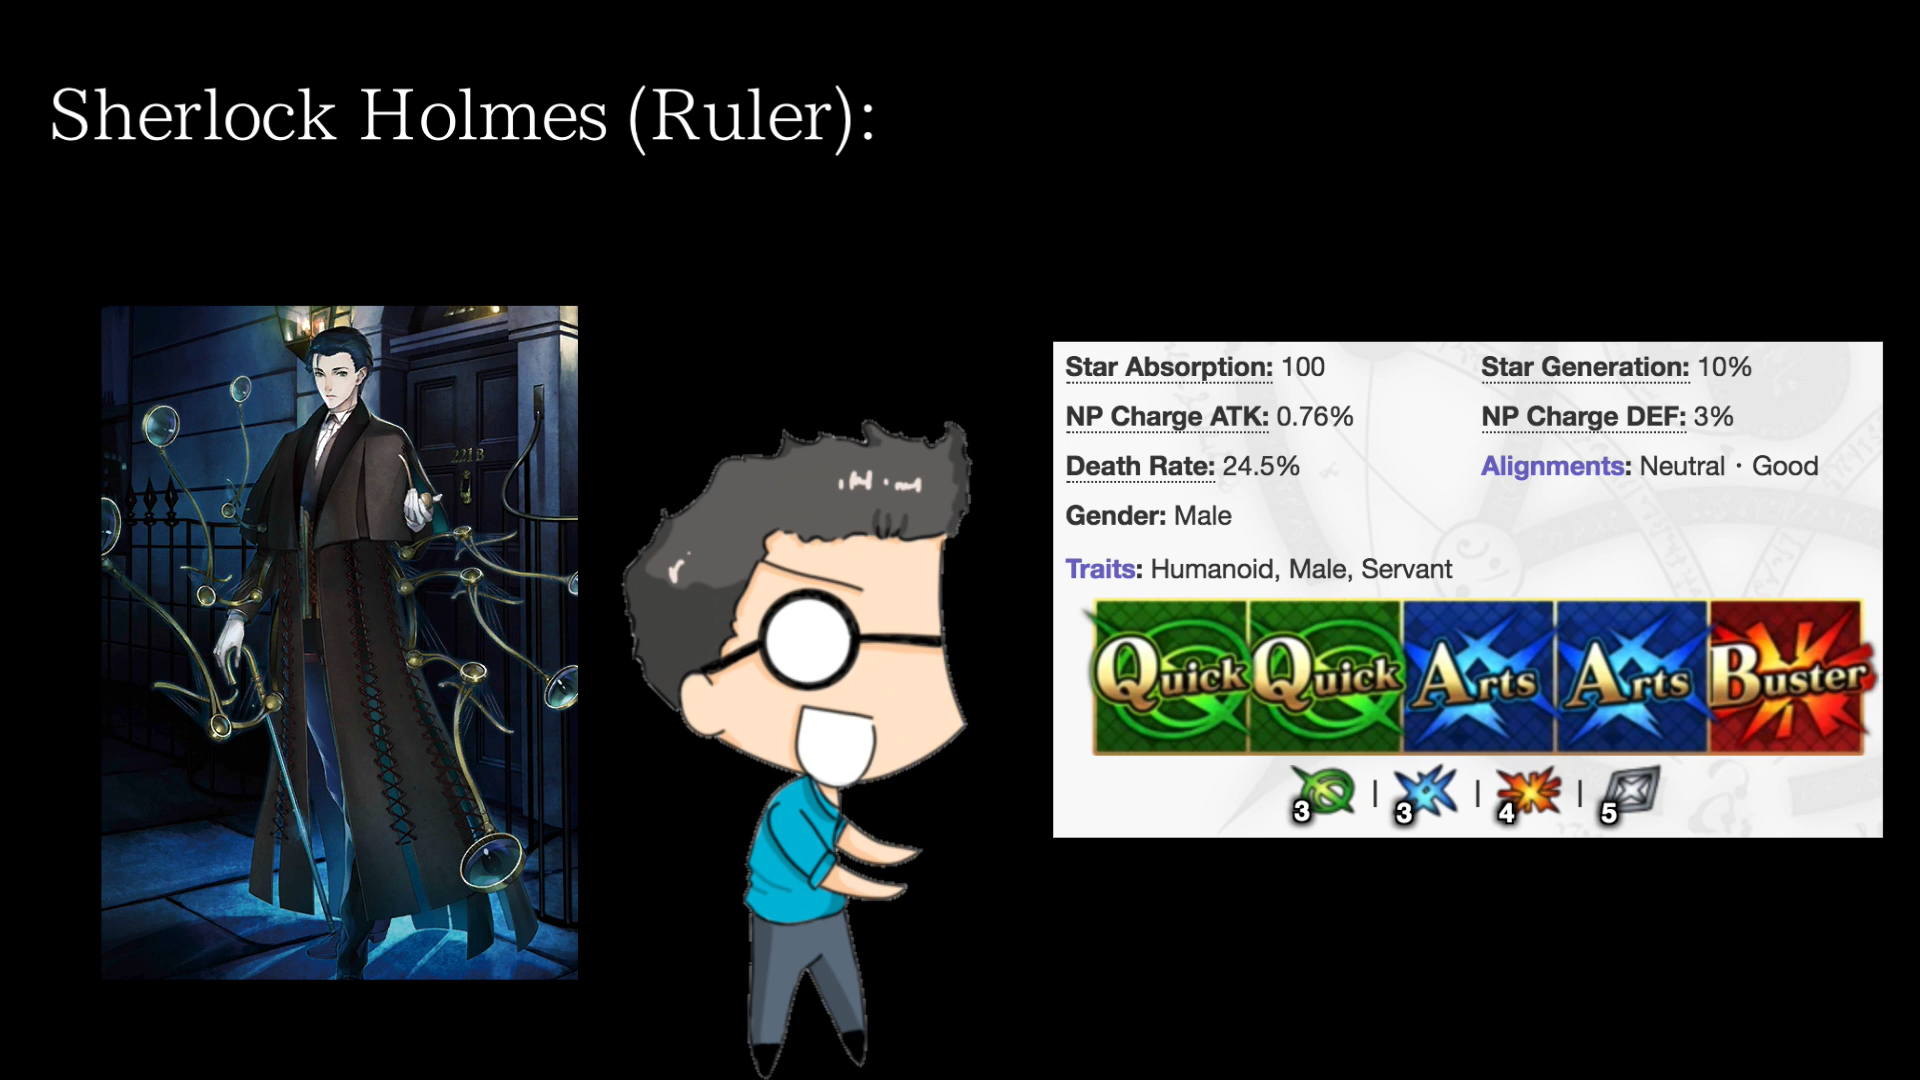 Sherlock Holmes (Ruler):
221B
Star Absorption: 100 Star Generation: 10%
NP Charge ATK: 0.76% NP Charge DEF: 3%
Death Rate: 24.5% Alignments: Neutral · Good
Gender: Male
Traits: Humanoid, Male, Servant
Quick Quick Arts Arts Buster
3 | 3 | 4 | 5